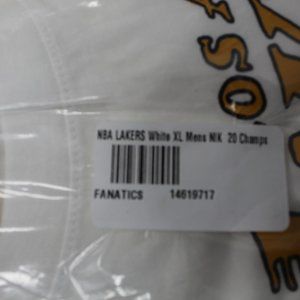 NBA LAKERS White XL Mens NIK 20 Champs
FANATICS 14619717